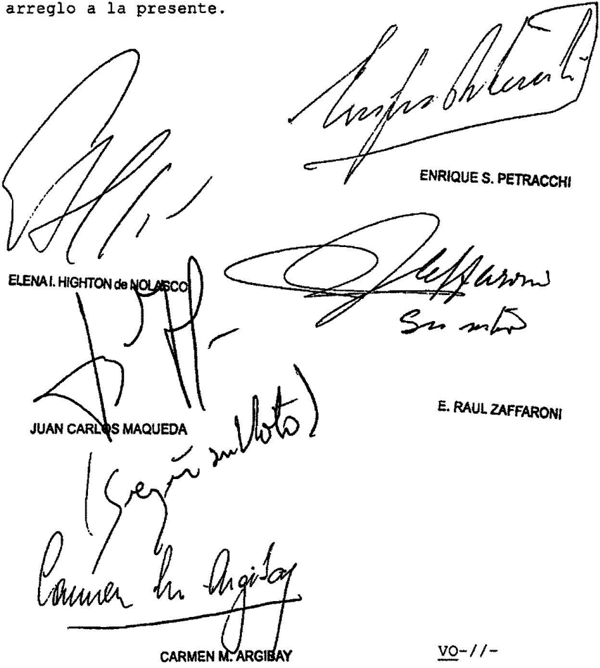 arreglo a la presente.
ENRIQUE S. PETRACCHI
ELENA I. HIGHTON de NOLASCO
Zaffaroni
su voto
E. RAUL ZAFFARONI
JUAN CARLOS MAQUEDA
(según su voto)
Carmen M. Argibay
CARMEN M. ARGIBAY
VO-//-